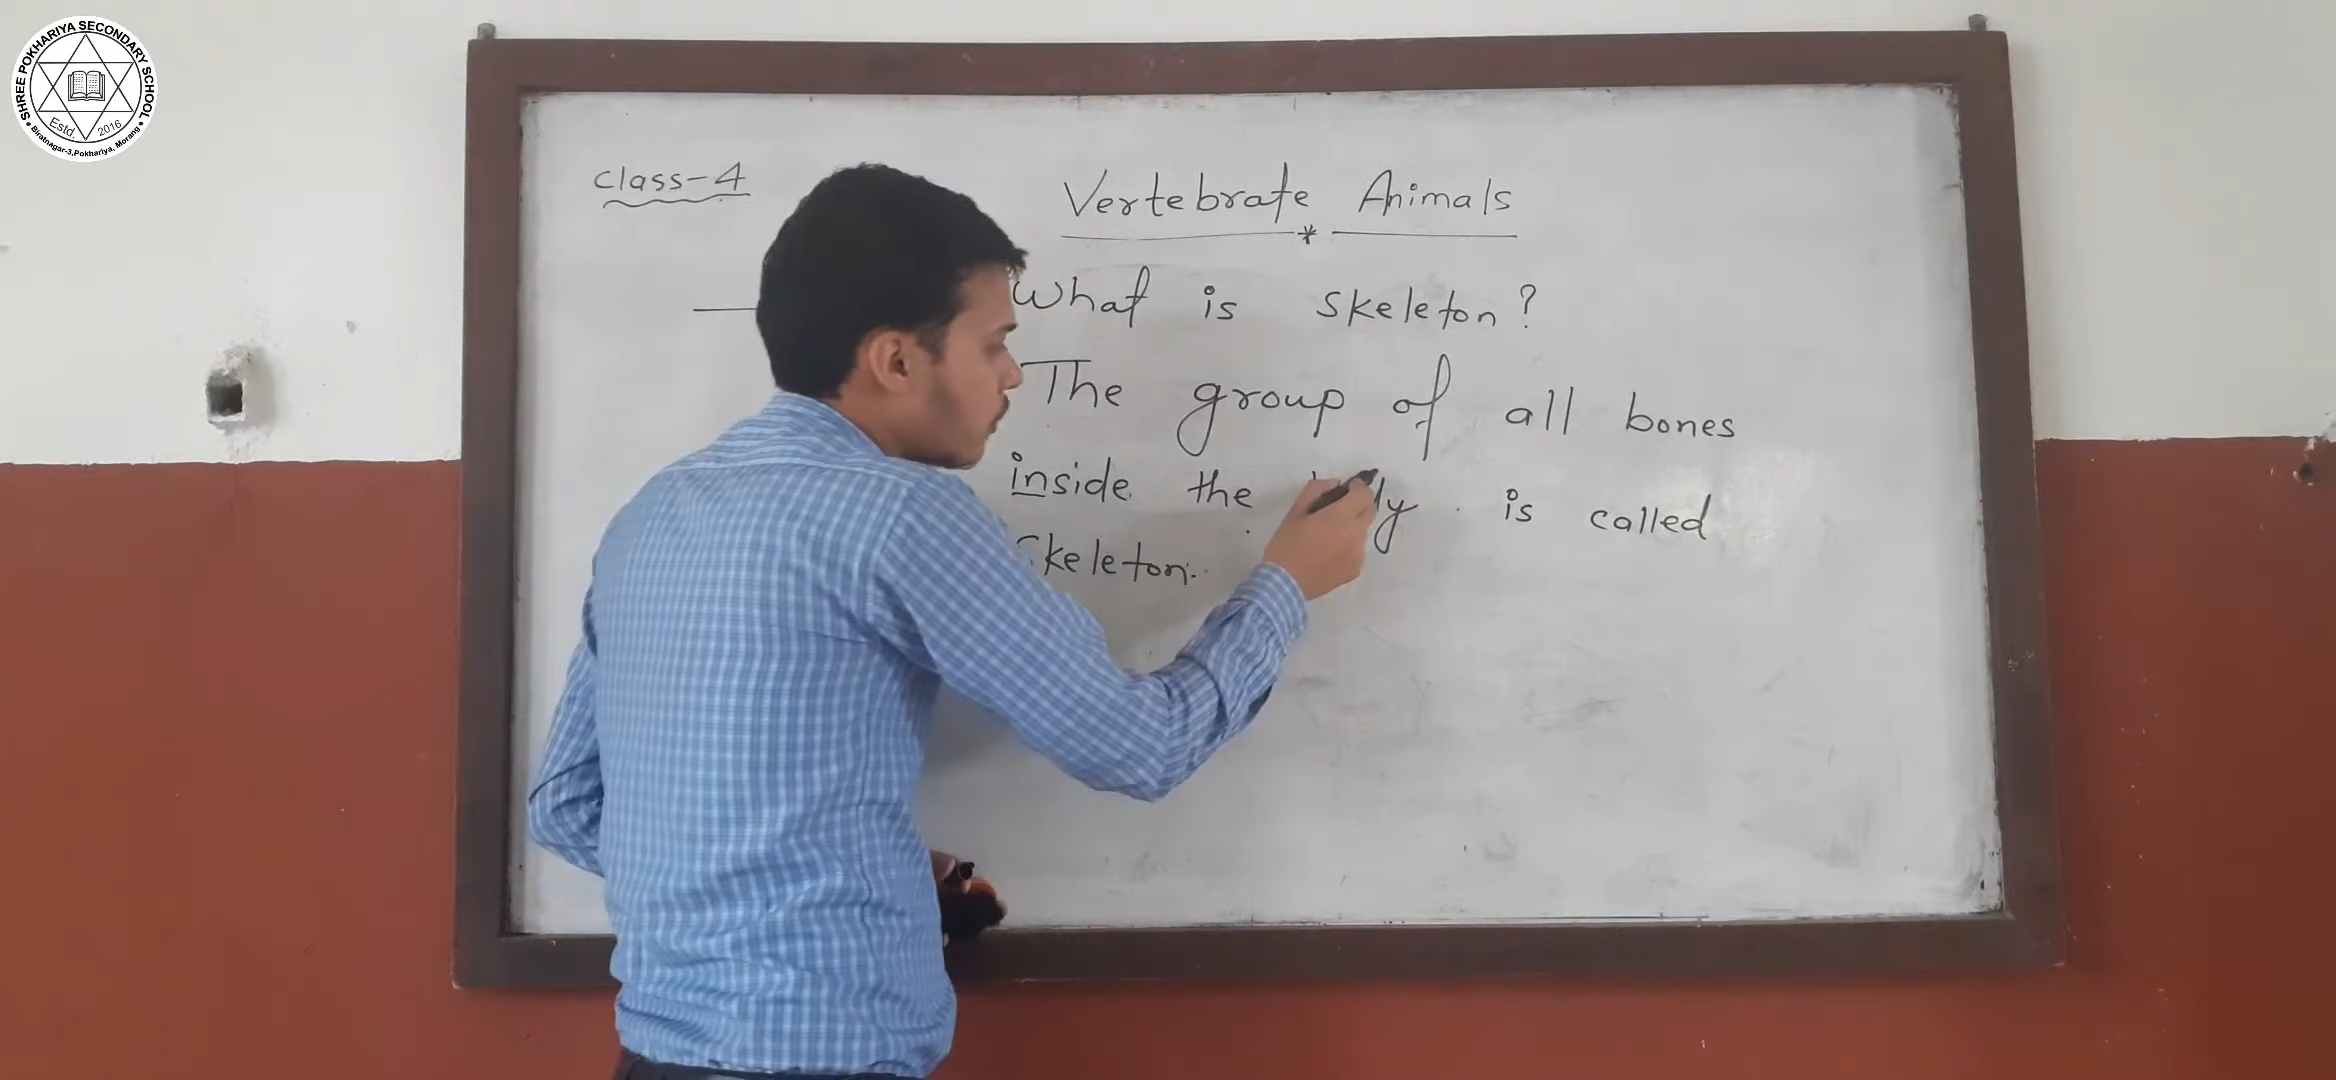 SHREE POKHARIYA SECONDARY SCHOOL
Estd. 2016
Biratnagar-3,Pokhariya, Morang
class-4
Vertebrate Animals
What is skeleton?
The group of all bones
inside the is called
skeleton.